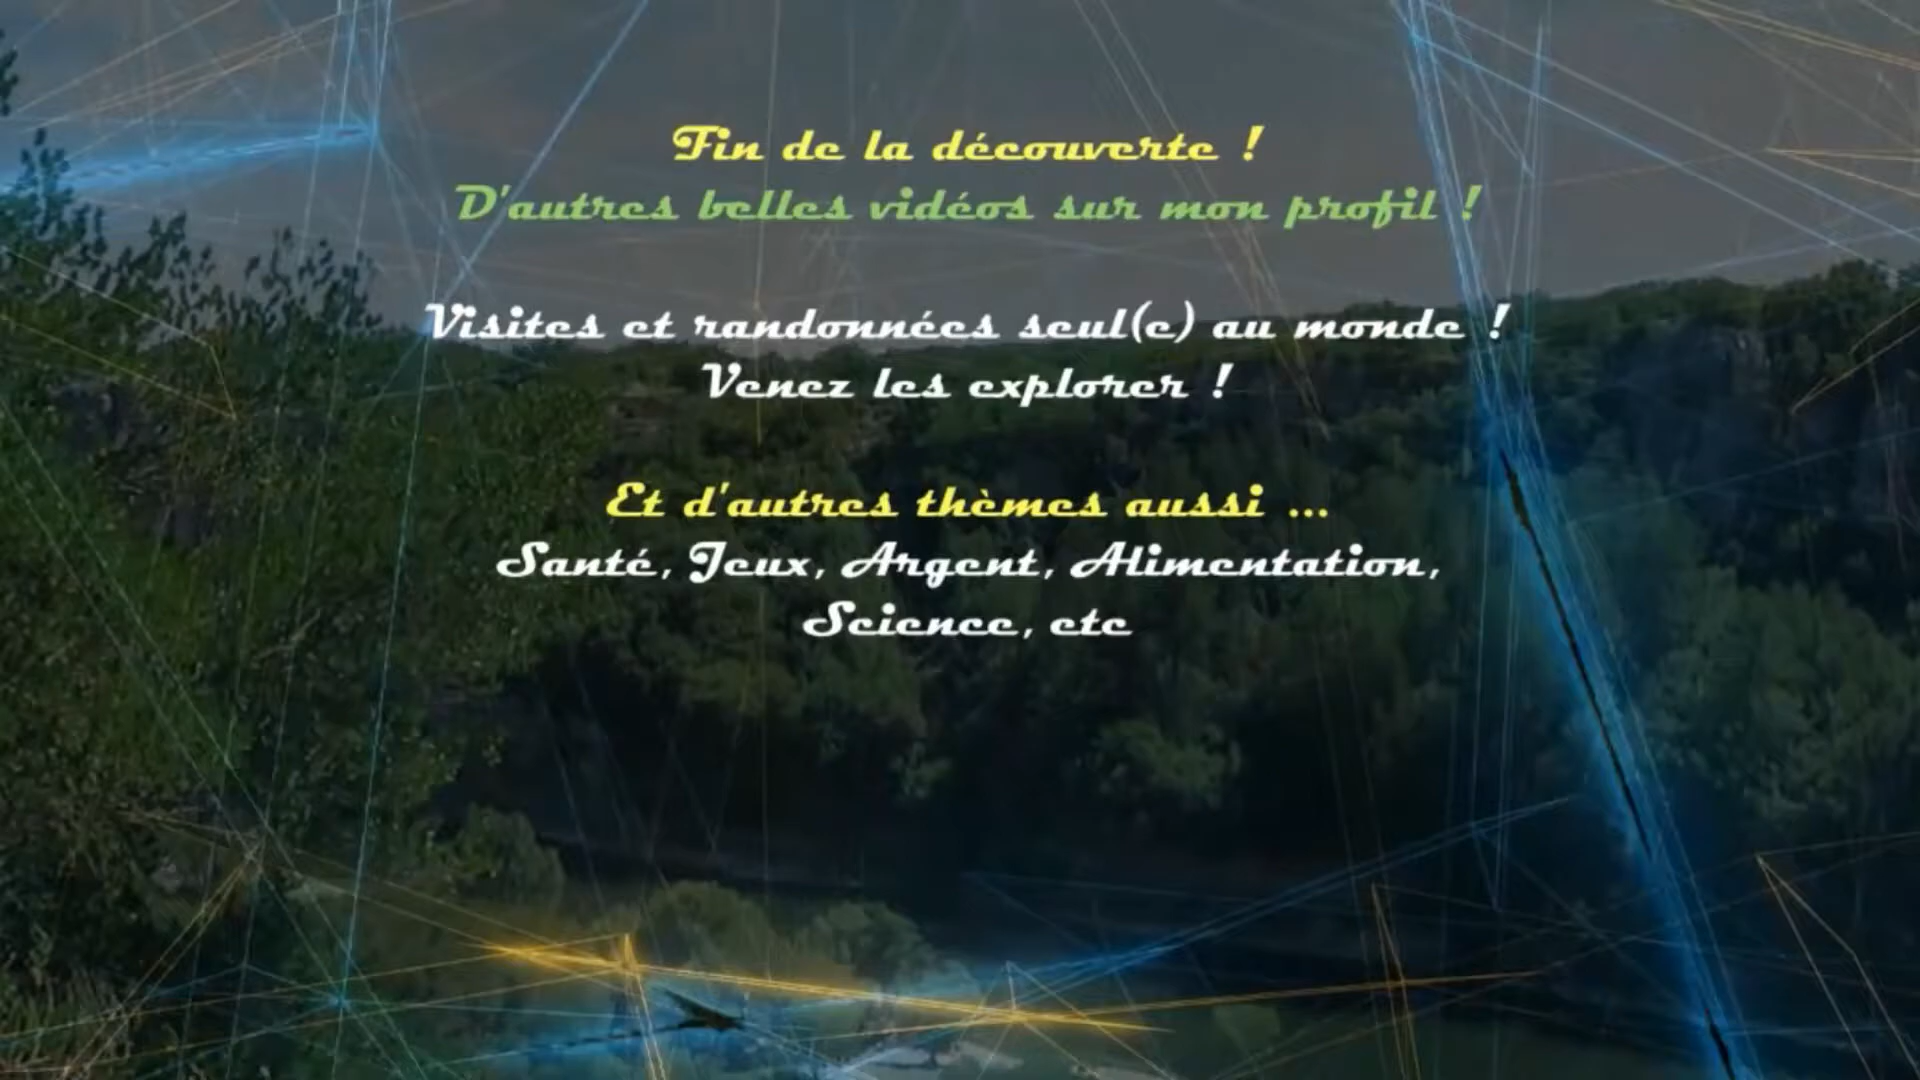 Fin de la découverte !
D'autres belles vidéos sur mon profil !
Visites et randonnées seul(e) au monde !
Venez les explorer !
Et d'autres thèmes aussi ...
Santé, Jeux, Argent, Alimentation,
Science, etc